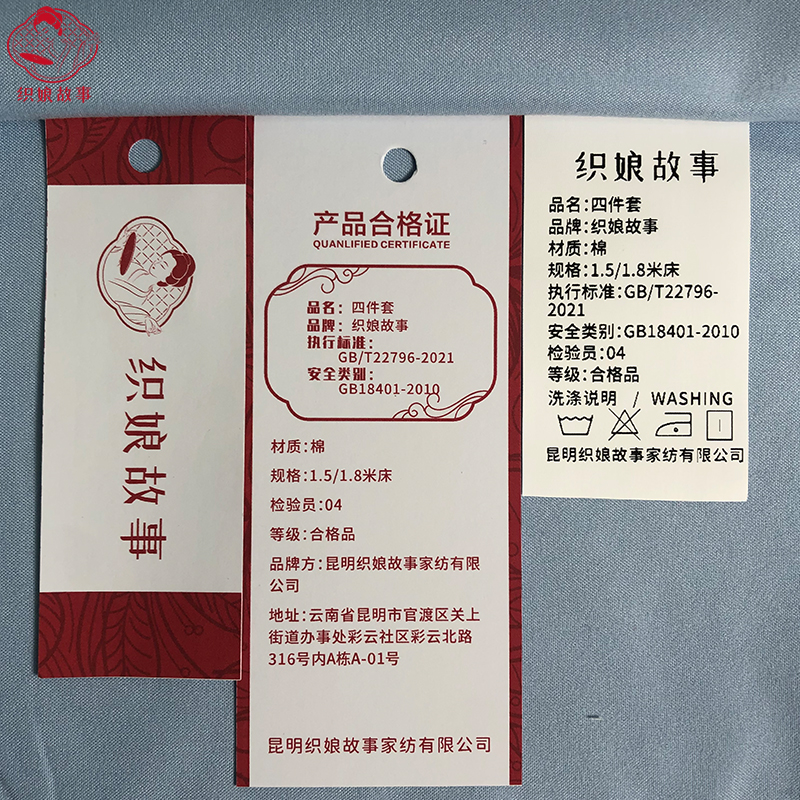 织娘故事
织娘故事
产品合格证
QUANLIFIED CERTIFICATE
品名：四件套
品牌：织娘故事
执行标准：
GB/T22796-2021
安全类别：
GB18401-2010
材质：棉
规格：1.5/1.8米床
检验员：04
等级：合格品
品牌方：昆明织娘故事家纺有限
公司
地址：云南省昆明市官渡区关上
街道办事处彩云社区彩云北路
316号内A栋A-01号
昆明织娘故事家纺有限公司
织娘故事
品名：四件套
品牌：织娘故事
材质：棉
规格：1.5/1.8米床
执行标准：GB/T22796-
2021
安全类别：GB18401-2010
检验员：04
等级：合格品
洗涤说明 / WASHING
昆明织娘故事家纺有限公司